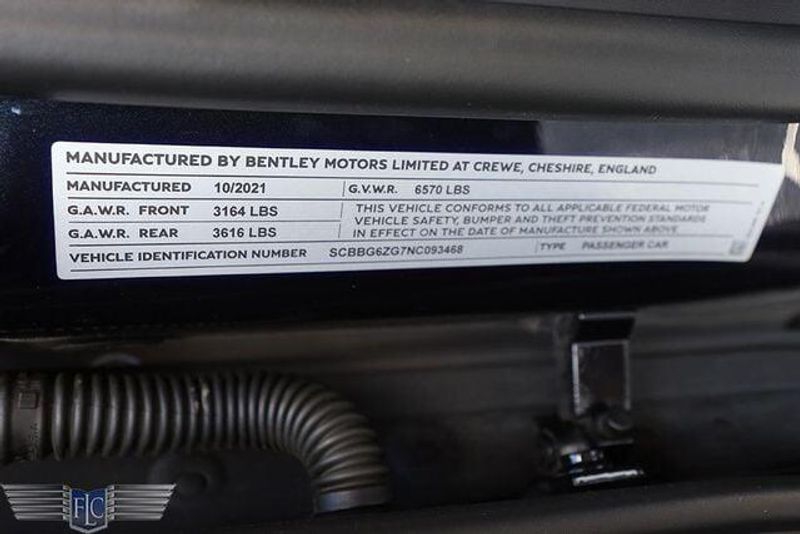 MANUFACTURED BY BENTLEY MOTORS LIMITED AT CREWE, CHESHIRE, ENGLAND
MANUFACTURED 10/2021 G.V.W.R. 6570 LBS
G.A.W.R. FRONT 3164 LBS
G.A.W.R. REAR 3616 LBS
THIS VEHICLE CONFORMS TO ALL APPLICABLE FEDERAL MOTOR
VEHICLE SAFETY, BUMPER AND THEFT PREVENTION STANDARDS
IN EFFECT ON THE DATE OF MANUFACTURE SHOWN ABOVE
VEHICLE IDENTIFICATION NUMBER SCBBG6ZG7NC093468 TYPE PASSENGER CAR
FLC